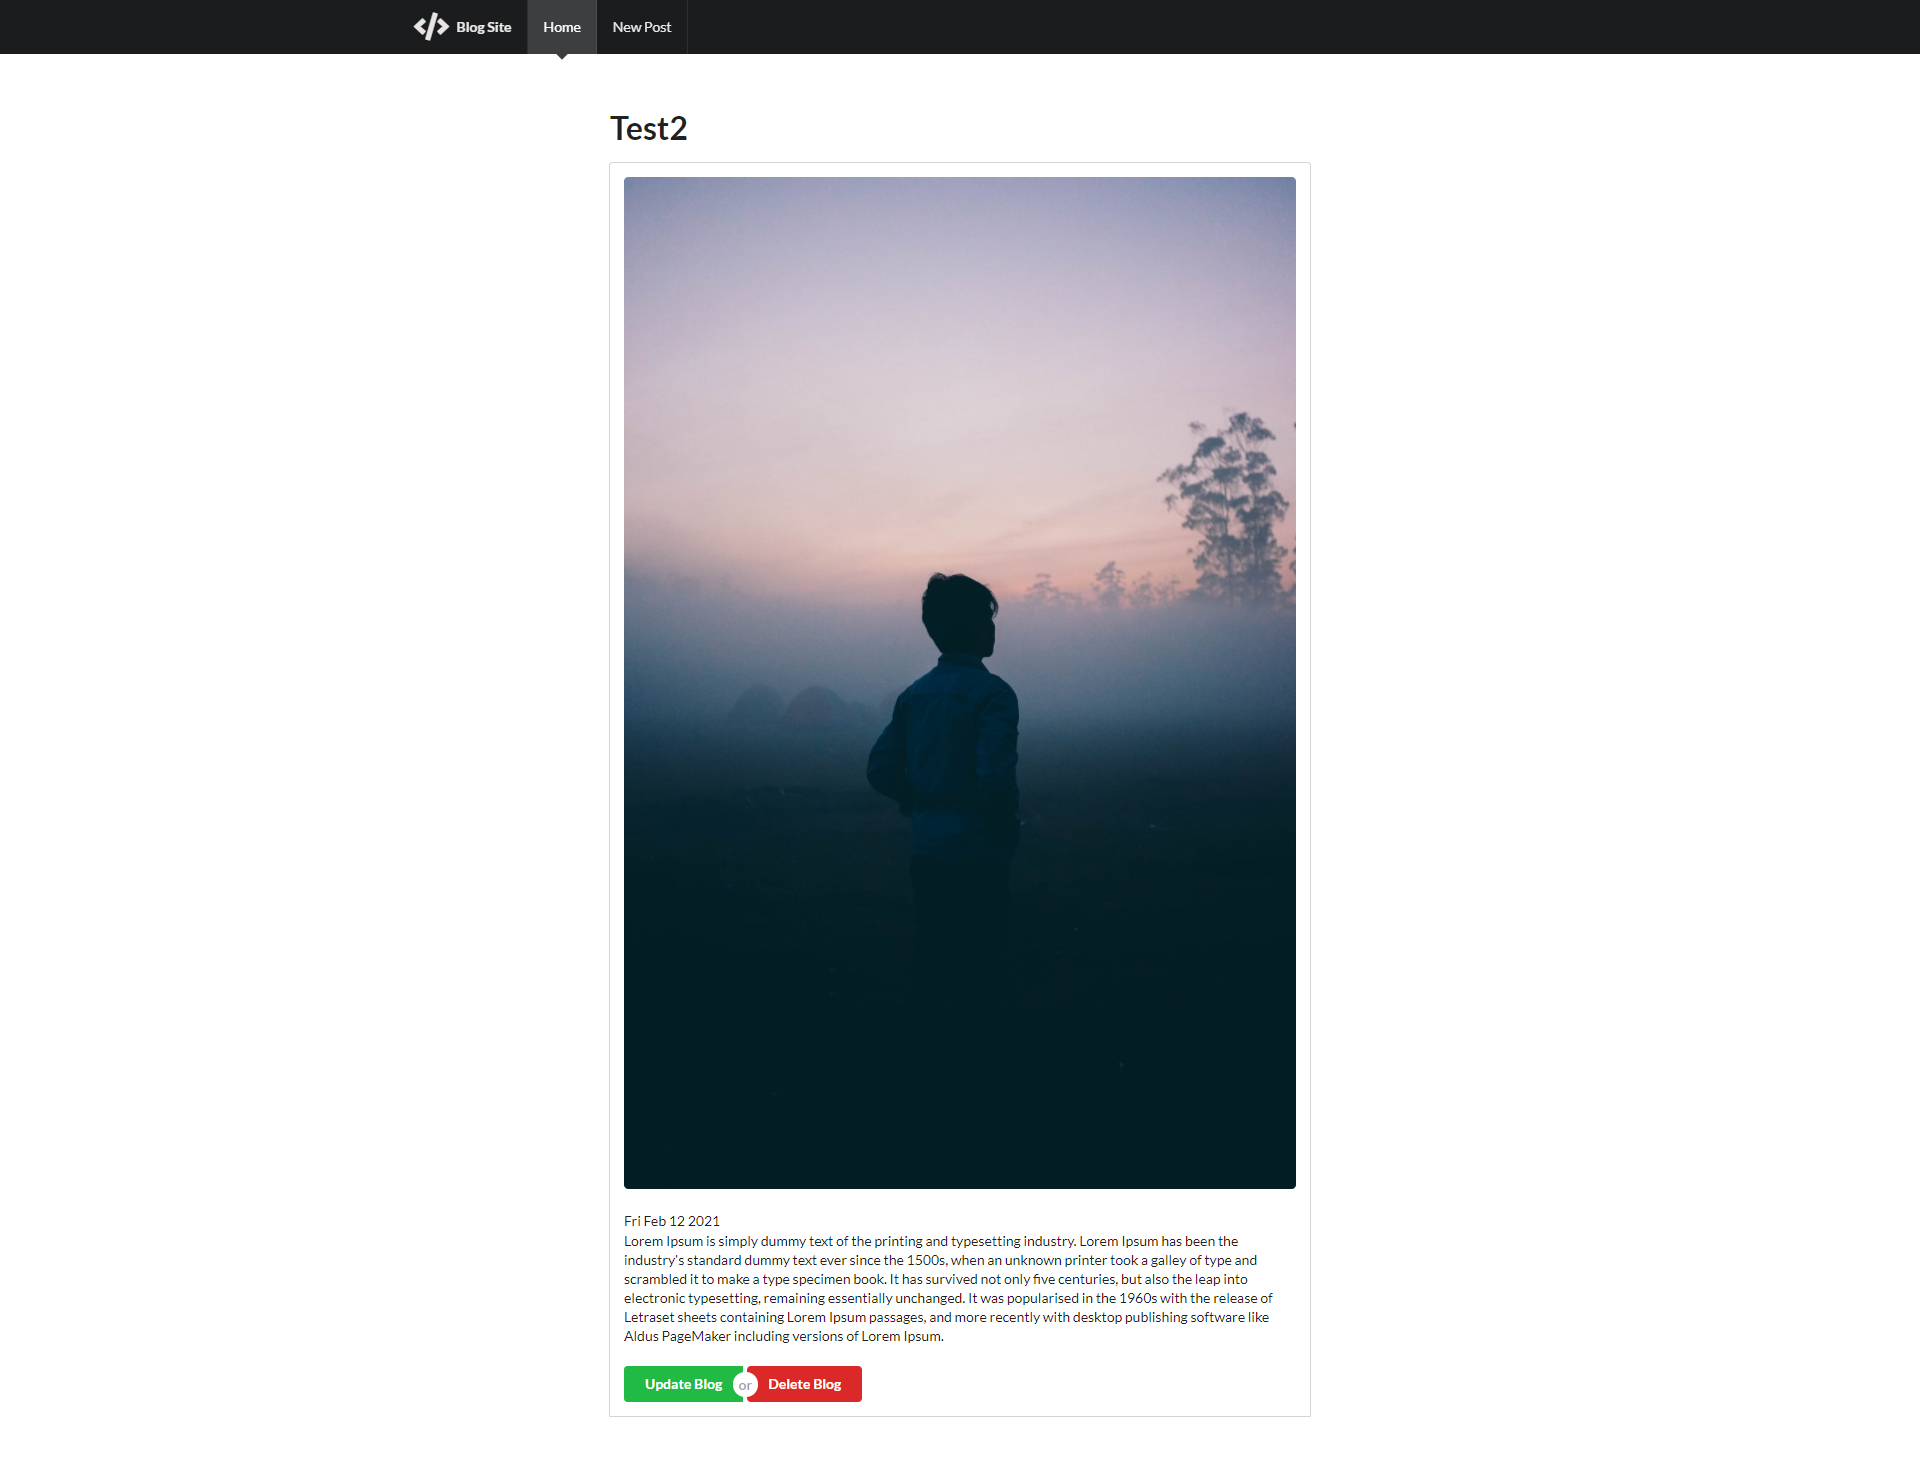 Blog Site Home New Post
Test2
Fri Feb 12 2021
Lorem Ipsum is simply dummy text of the printing and typesetting industry. Lorem Ipsum has been the
industry's standard dummy text ever since the 1500s, when an unknown printer took a galley of type and
scrambled it to make a type specimen book. It has survived not only five centuries, but also the leap into
electronic typesetting, remaining essentially unchanged. It was popularised in the 1960s with the release of
Letraset sheets containing Lorem Ipsum passages, and more recently with desktop publishing software like
Aldus PageMaker including versions of Lorem Ipsum.
Update Blog or Delete Blog